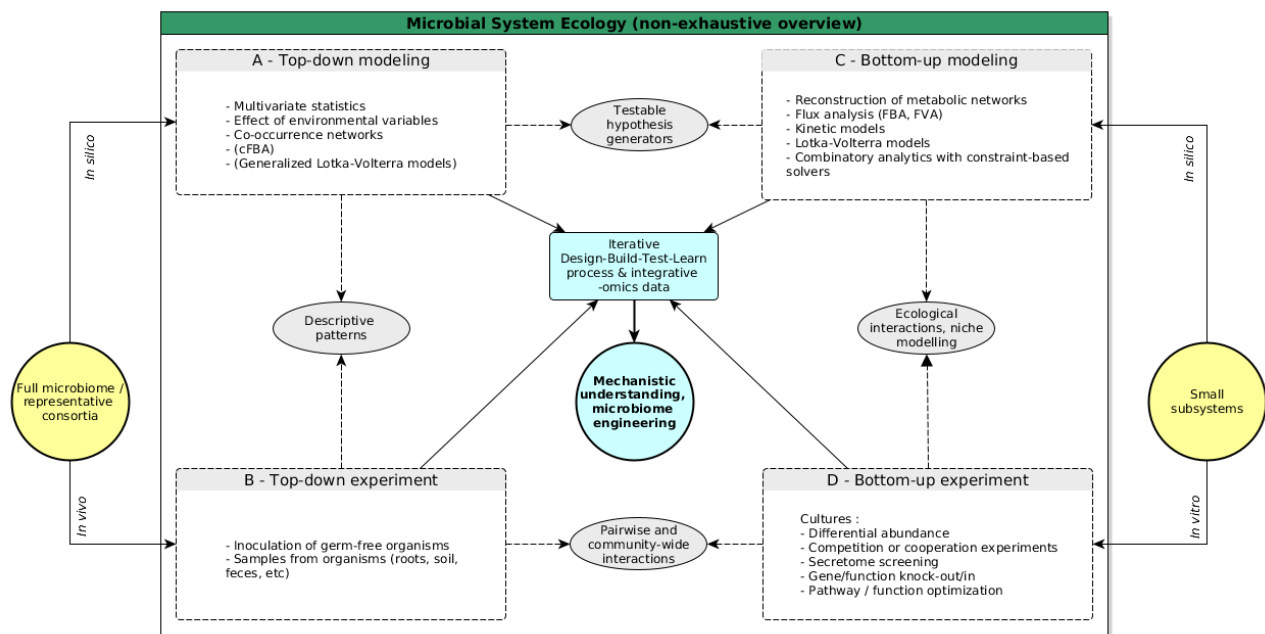 Microbial System Ecology (non-exhaustive overview)
A - Top-down modeling
- Multivariate statistics
- Effect of environmental variables
- Co-occurrence networks
- (cFBA)
- (Generalized Lotka-Volterra models)
Testable
hypothesis
generators
C - Bottom-up modeling
- Reconstruction of metabolic networks
- Flux analysis (FBA, FVA)
- Kinetic models
- Lotka-Volterra models
- Combinatory analytics with constraint-based
solvers
In silico
In silico
Iterative
Design-Build-Test-Learn
process & integrative
-omics data
Descriptive
patterns
Ecological
interactions, niche
modelling
Full microbiome /
representative
consortia
Mechanistic
understanding,
microbiome
engineering
Small
subsystems
In vivo
In vitro
B - Top-down experiment
- Inoculation of germ-free organisms
- Samples from organisms (roots, soil,
feces, etc)
Pairwise and
community-wide
interactions
D - Bottom-up experiment
Cultures :
- Differential abundance
- Competition or cooperation experiments
- Secretome screening
- Gene/function knock-out/in
- Pathway / function optimization